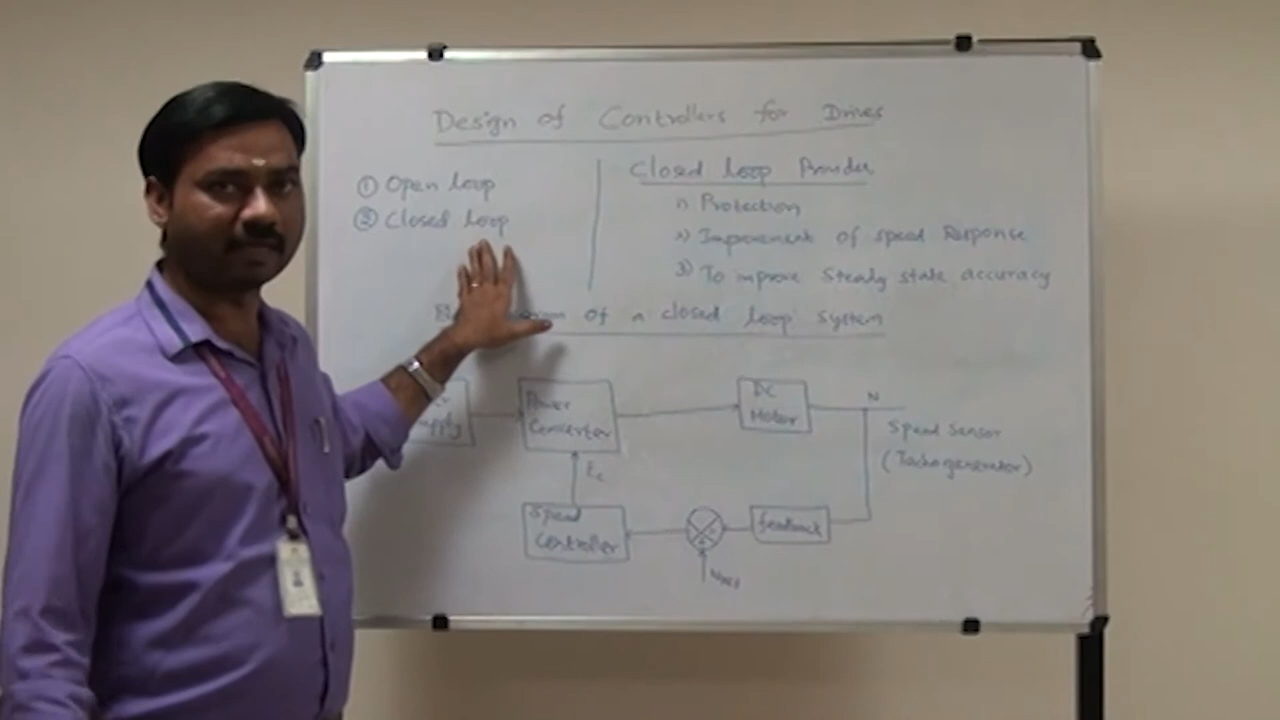 Design of Controllers for Drives
① Open loop
② Closed loop
Closed loop Provides
1) Protection
2) Improvement of speed Response
3) To improve Steady state accuracy
of a closed loop system
Power
Converter
DC
Motor
N
Speed Sensor
(Tachogenerator)
Ec
Speed
Controller
feedback
Nref